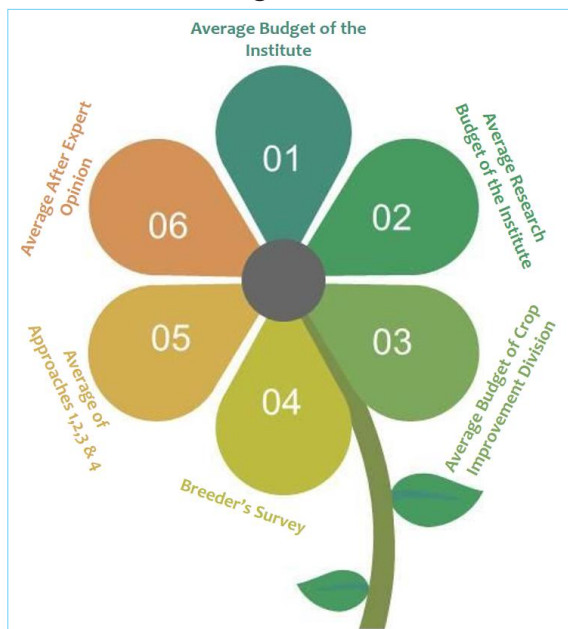 Average Budget of the
Institute
01
Average Research
Budget of the Institute
02
Average Budget of Crop
Improvement Division
03
04
Breeder's Survey
05
Average of
Approaches 1,2,3 & 4
06
Average After Expert
Opinion